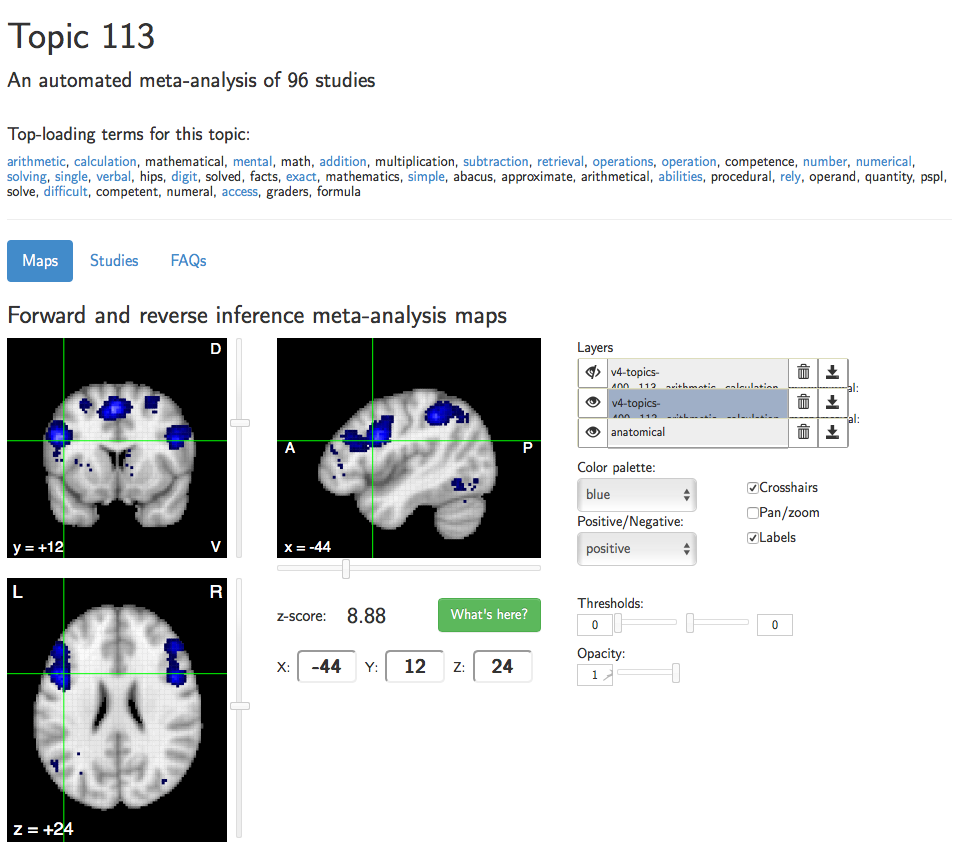 Topic 113
An automated meta-analysis of 96 studies
Top-loading terms for this topic:
arithmetic, calculation, mathematical, mental, math, addition, multiplication, subtraction, retrieval, operations, operation, competence, number, numerical,
solving, single, verbal, hips, digit, solved, facts, exact, mathematics, simple, abacus, approximate, arithmetical, abilities, procedural, rely, operand, quantity, pspl,
solve, difficult, competent, numeral, access, graders, formula
Maps Studies FAQs
Forward and reverse inference meta-analysis maps
D
V
y = +12
A
P
x = -44
L
R
z = +24
z-score: 8.88 What's here?
X: -44 Y: 12 Z: 24
Layers
v4-topics-
400_113_arithmetic_calculation al:
v4-topics-
400_113_arithmetic_calculation al:
anatomical
Color palette:
blue
Positive/Negative:
positive
Crosshairs
Pan/zoom
Labels
Thresholds:
0 0
Opacity:
1